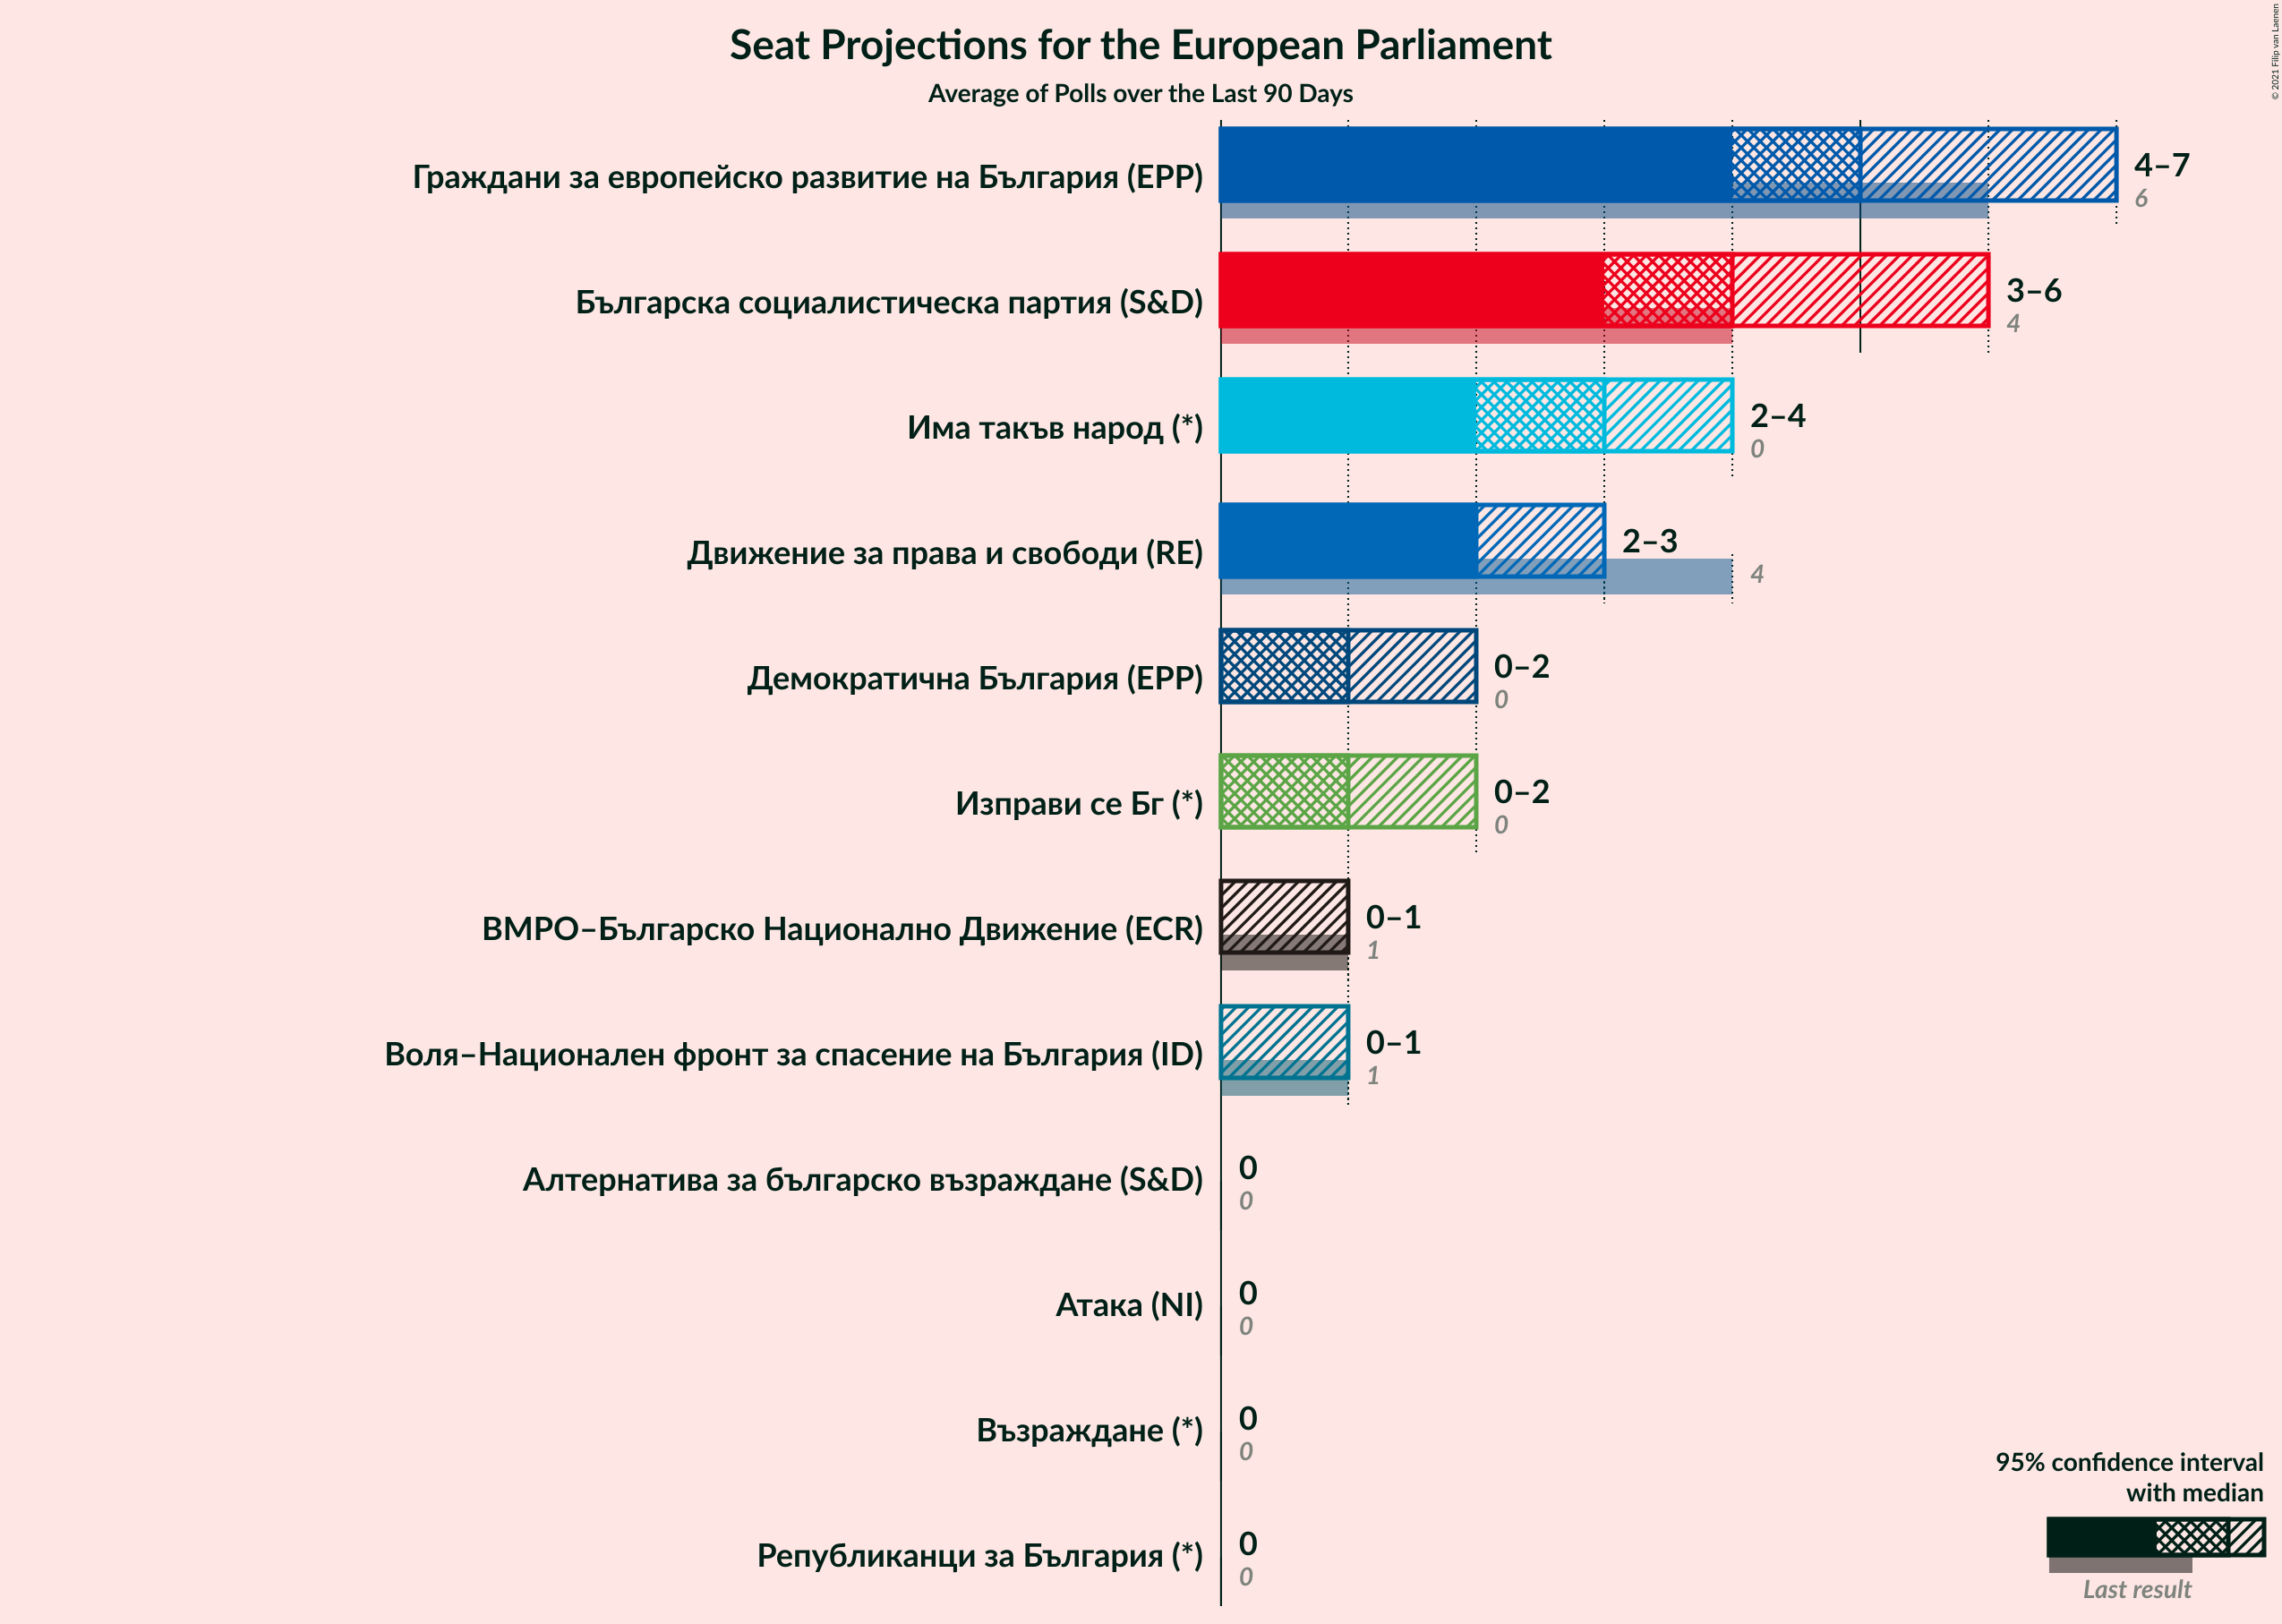 Seat Projections for the European Parliament
Average of Polls over the Last 90 Days
© 2021 Filip van Laenen
Граждани за европейско развитие на България (EPP)
4–7
6
Българска социалистическа партия (S&D)
3–6
4
Има такъв народ (*)
2–4
0
Движение за права и свободи (RE)
2–3
4
Демократична България (EPP)
0–2
0
Изправи се Бг (*)
0–2
0
ВМРО–Българско Национално Движение (ECR)
0–1
1
Воля–Национален фронт за спасение на България (ID)
0–1
1
Алтернатива за българско възраждане (S&D)
0
0
Атака (NI)
0
0
Възраждане (*)
0
0
Републиканци за България (*)
0
0
95% confidence interval
with median
Last result